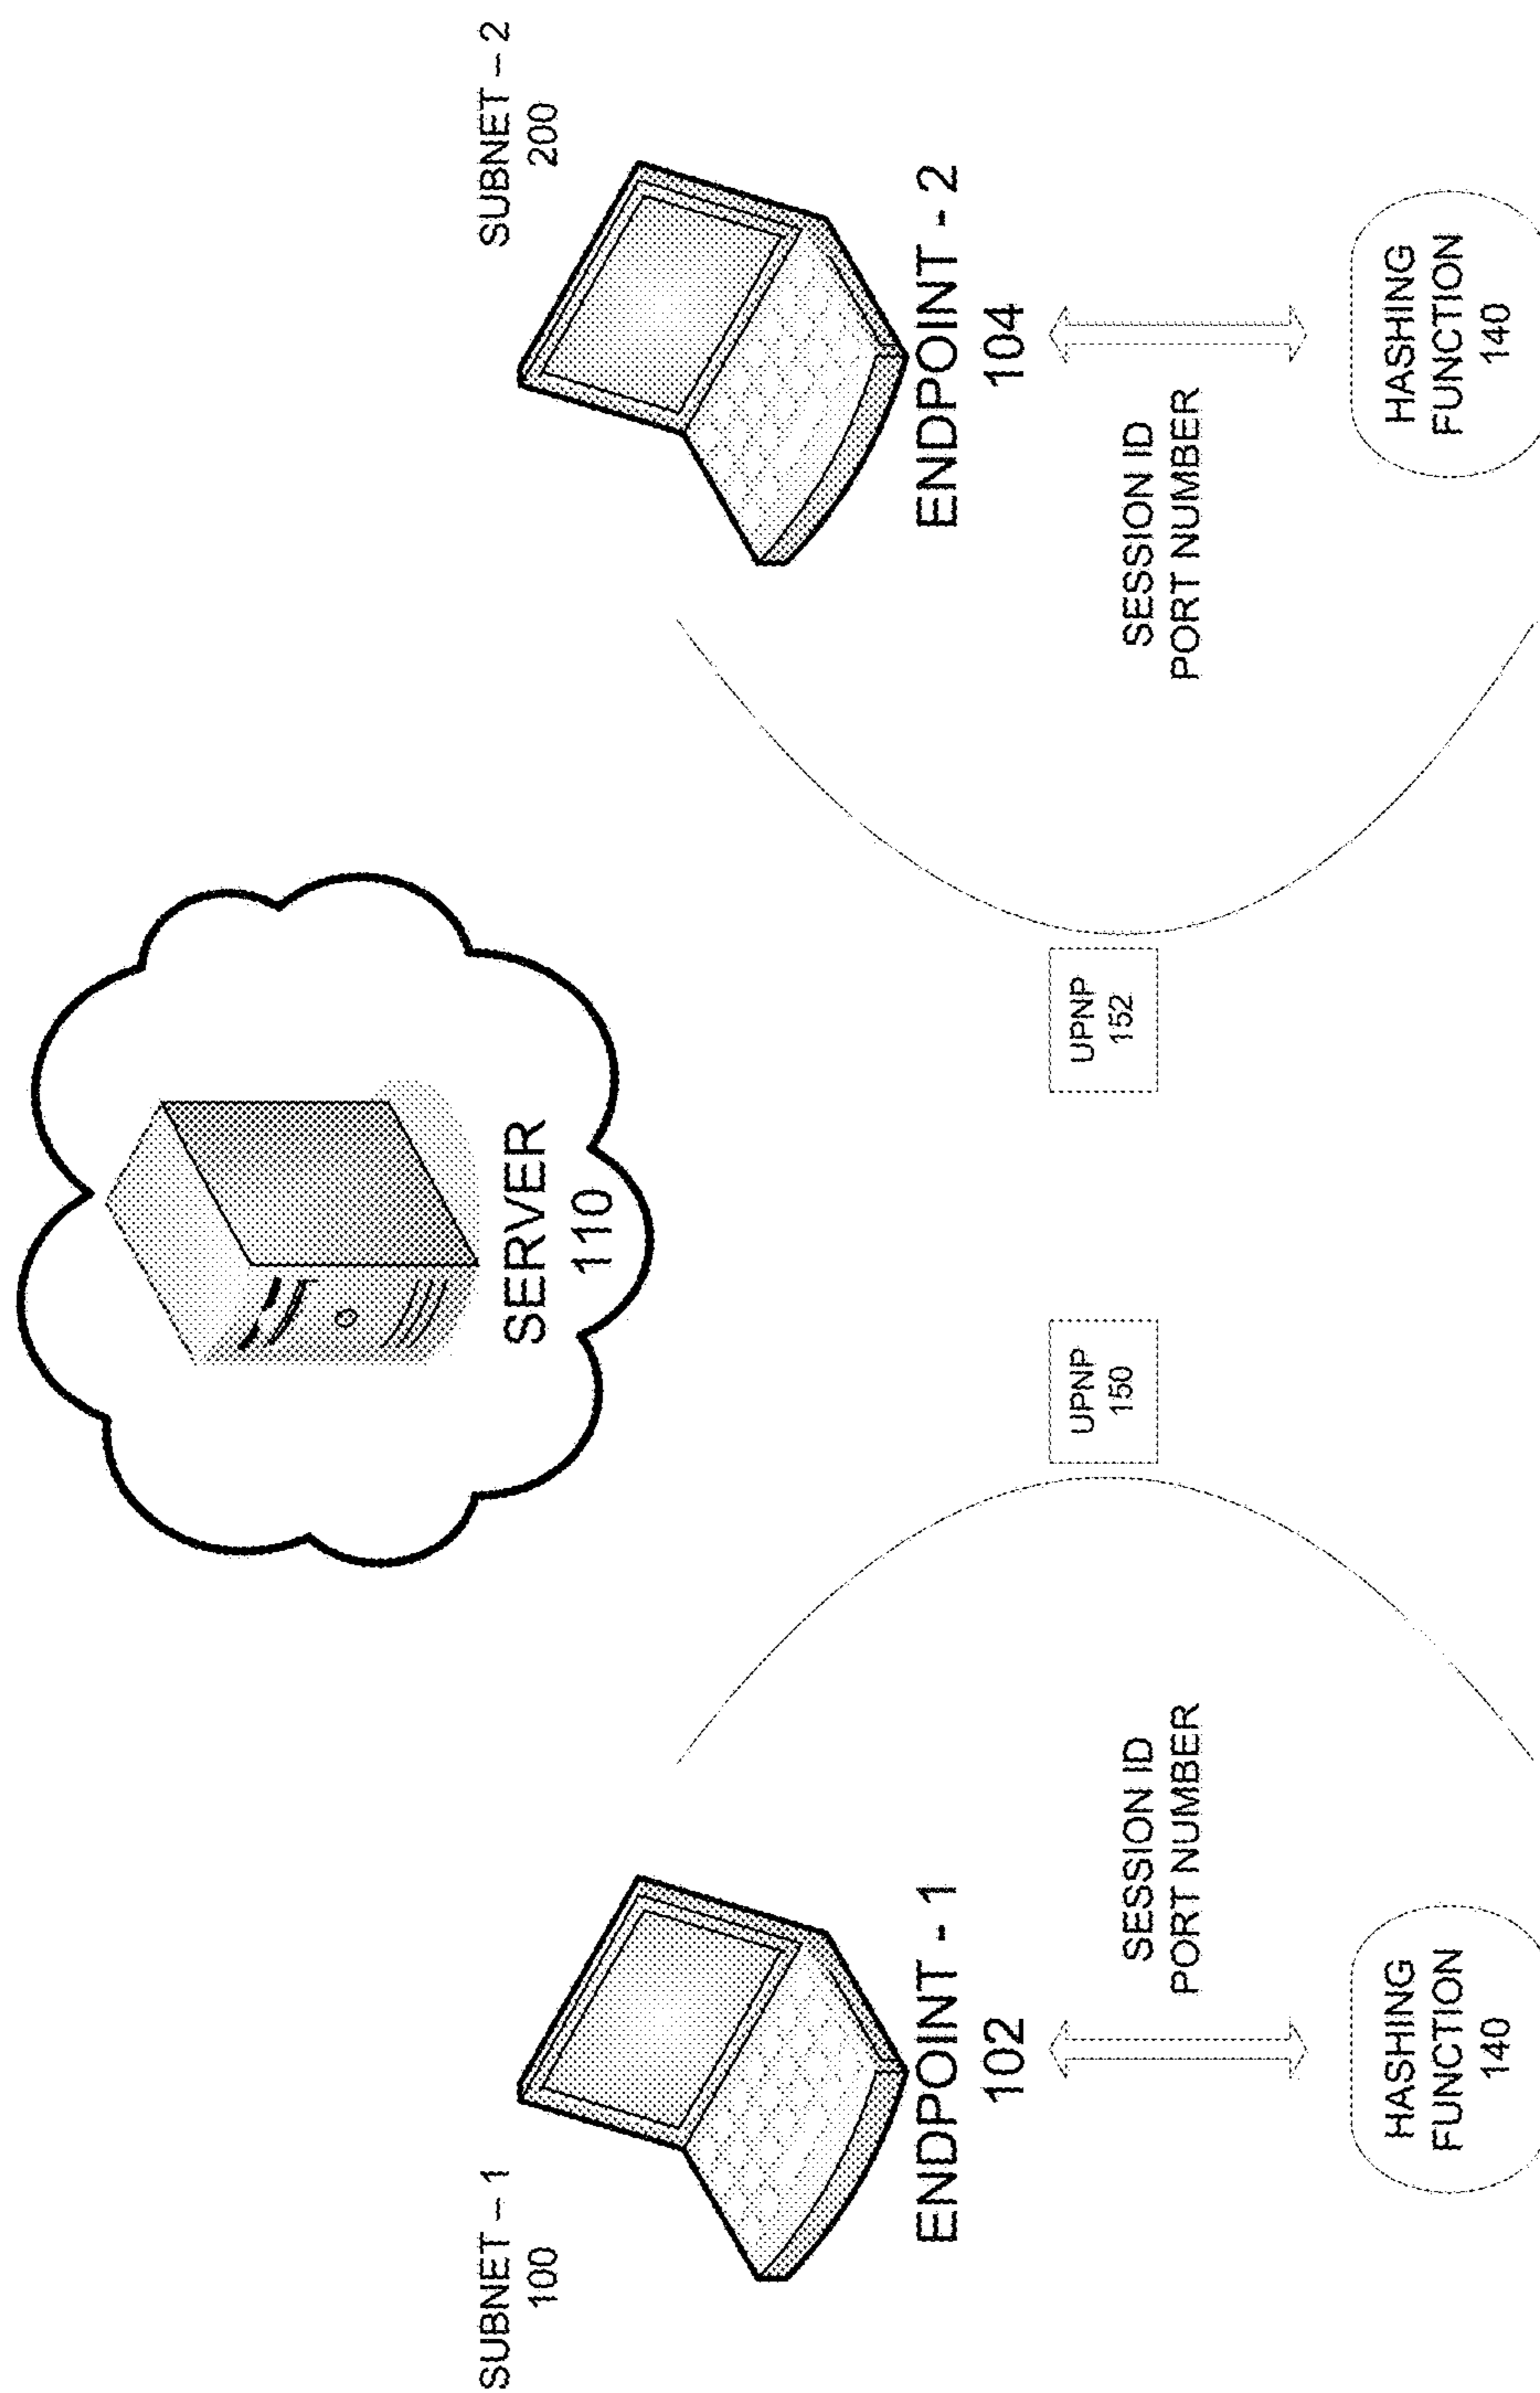 SERVER
110
SUBNET – 1
100
SUBNET – 2
200
ENDPOINT - 1
102
ENDPOINT - 2
104
UPNP
150
UPNP
152
SESSION ID
PORT NUMBER
SESSION ID
PORT NUMBER
HASHING
FUNCTION
140
HASHING
FUNCTION
140